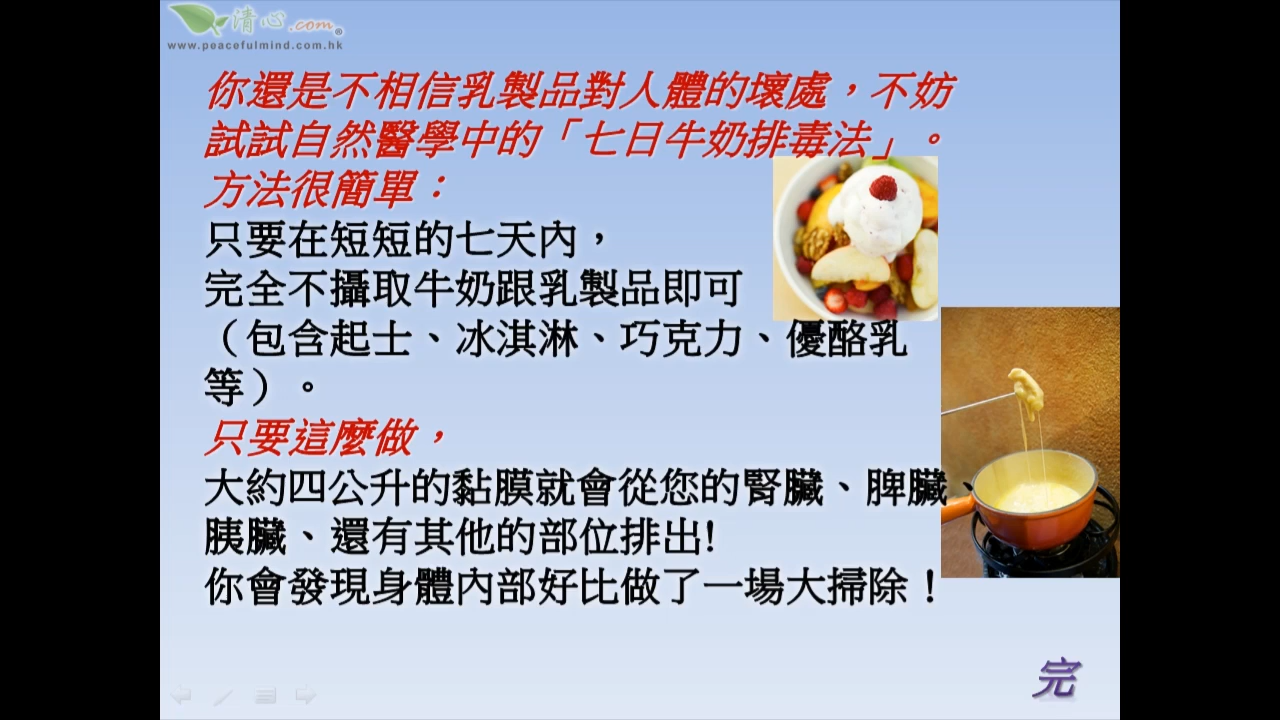 清心.com®
www.peacefulmind.com.hk
你還是不相信乳製品對人體的壞處，不妨
試試自然醫學中的「七日牛奶排毒法」。
方法很簡單：
只要在短短的七天內，
完全不攝取牛奶跟乳製品即可
（包含起士、冰淇淋、巧克力、優酪乳
等）。
只要這麼做，
大約四公升的黏膜就會從您的腎臟、脾臟、
胰臟、還有其他的部位排出!
你會發現身體內部好比做了一場大掃除！
完